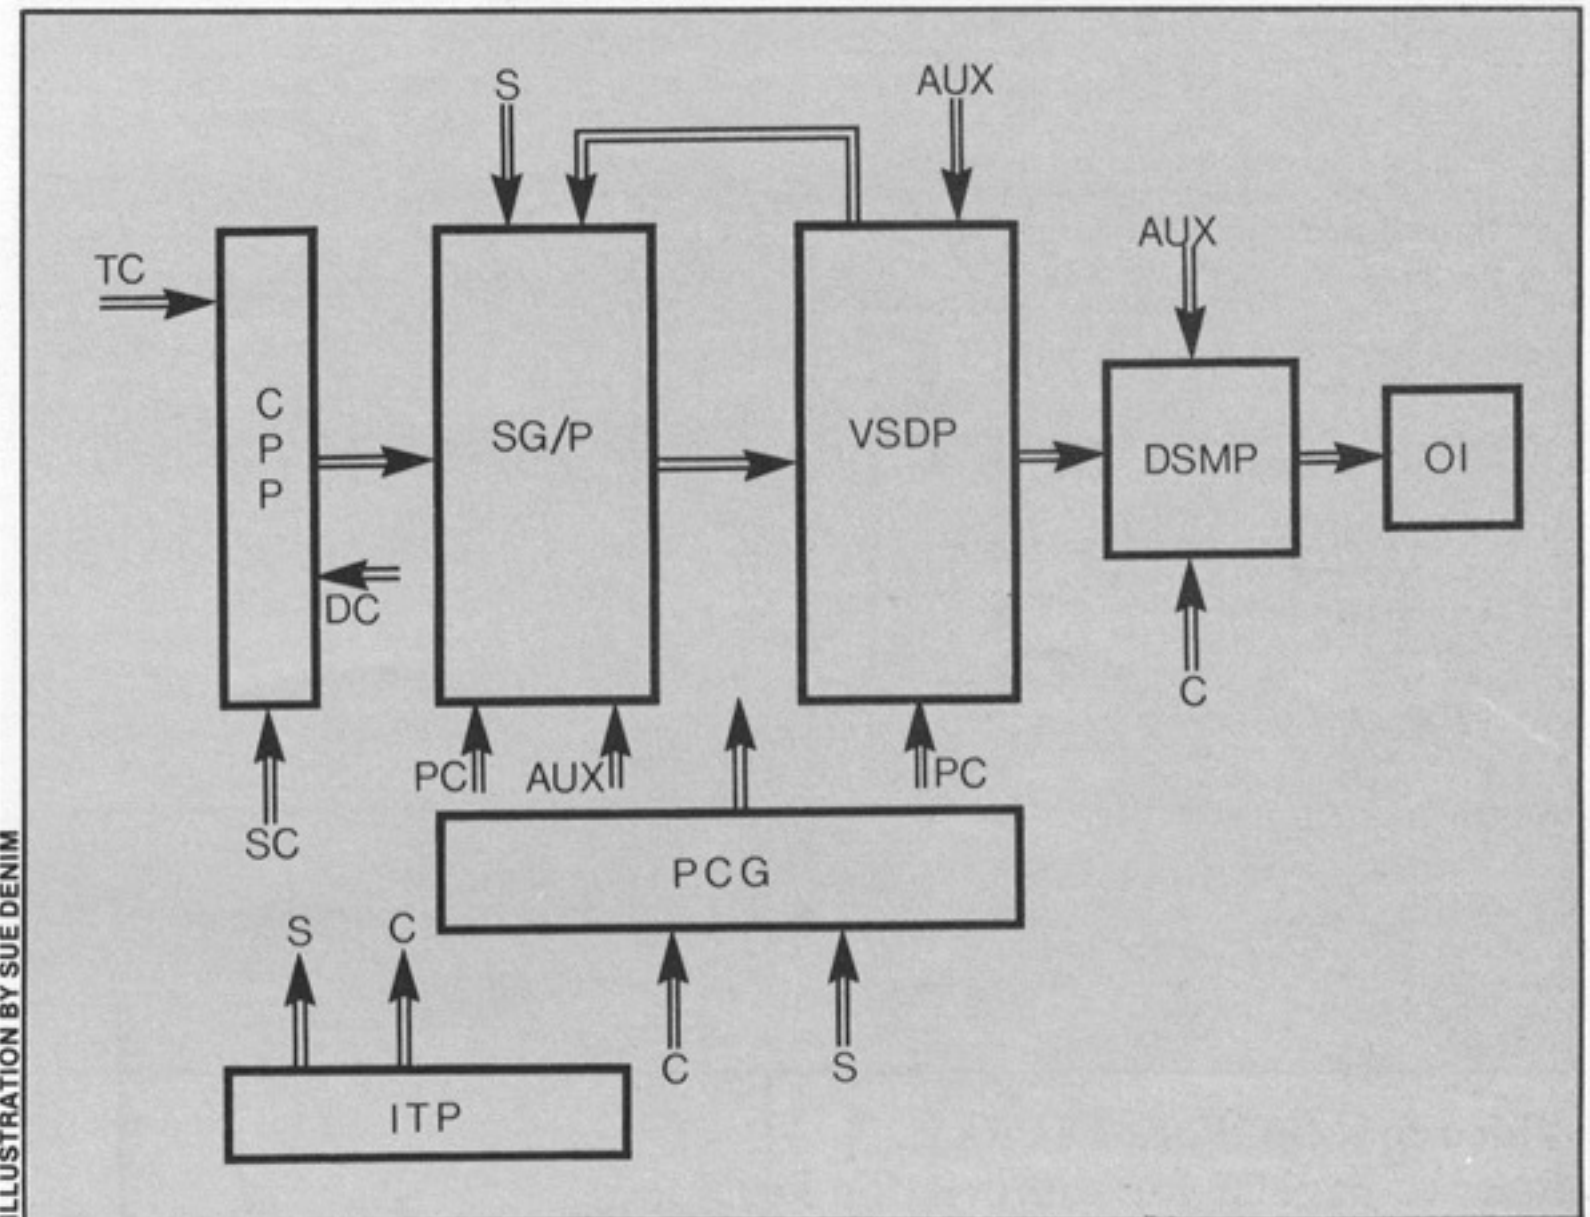 S
AUX
TC
AUX
C
P
P
SG/P
VSDP
DSMP
OI
DC
C
PC
AUX
PC
SC
PCG
S
C
C
S
ITP
ILLUSTRATION BY SUE DENIM